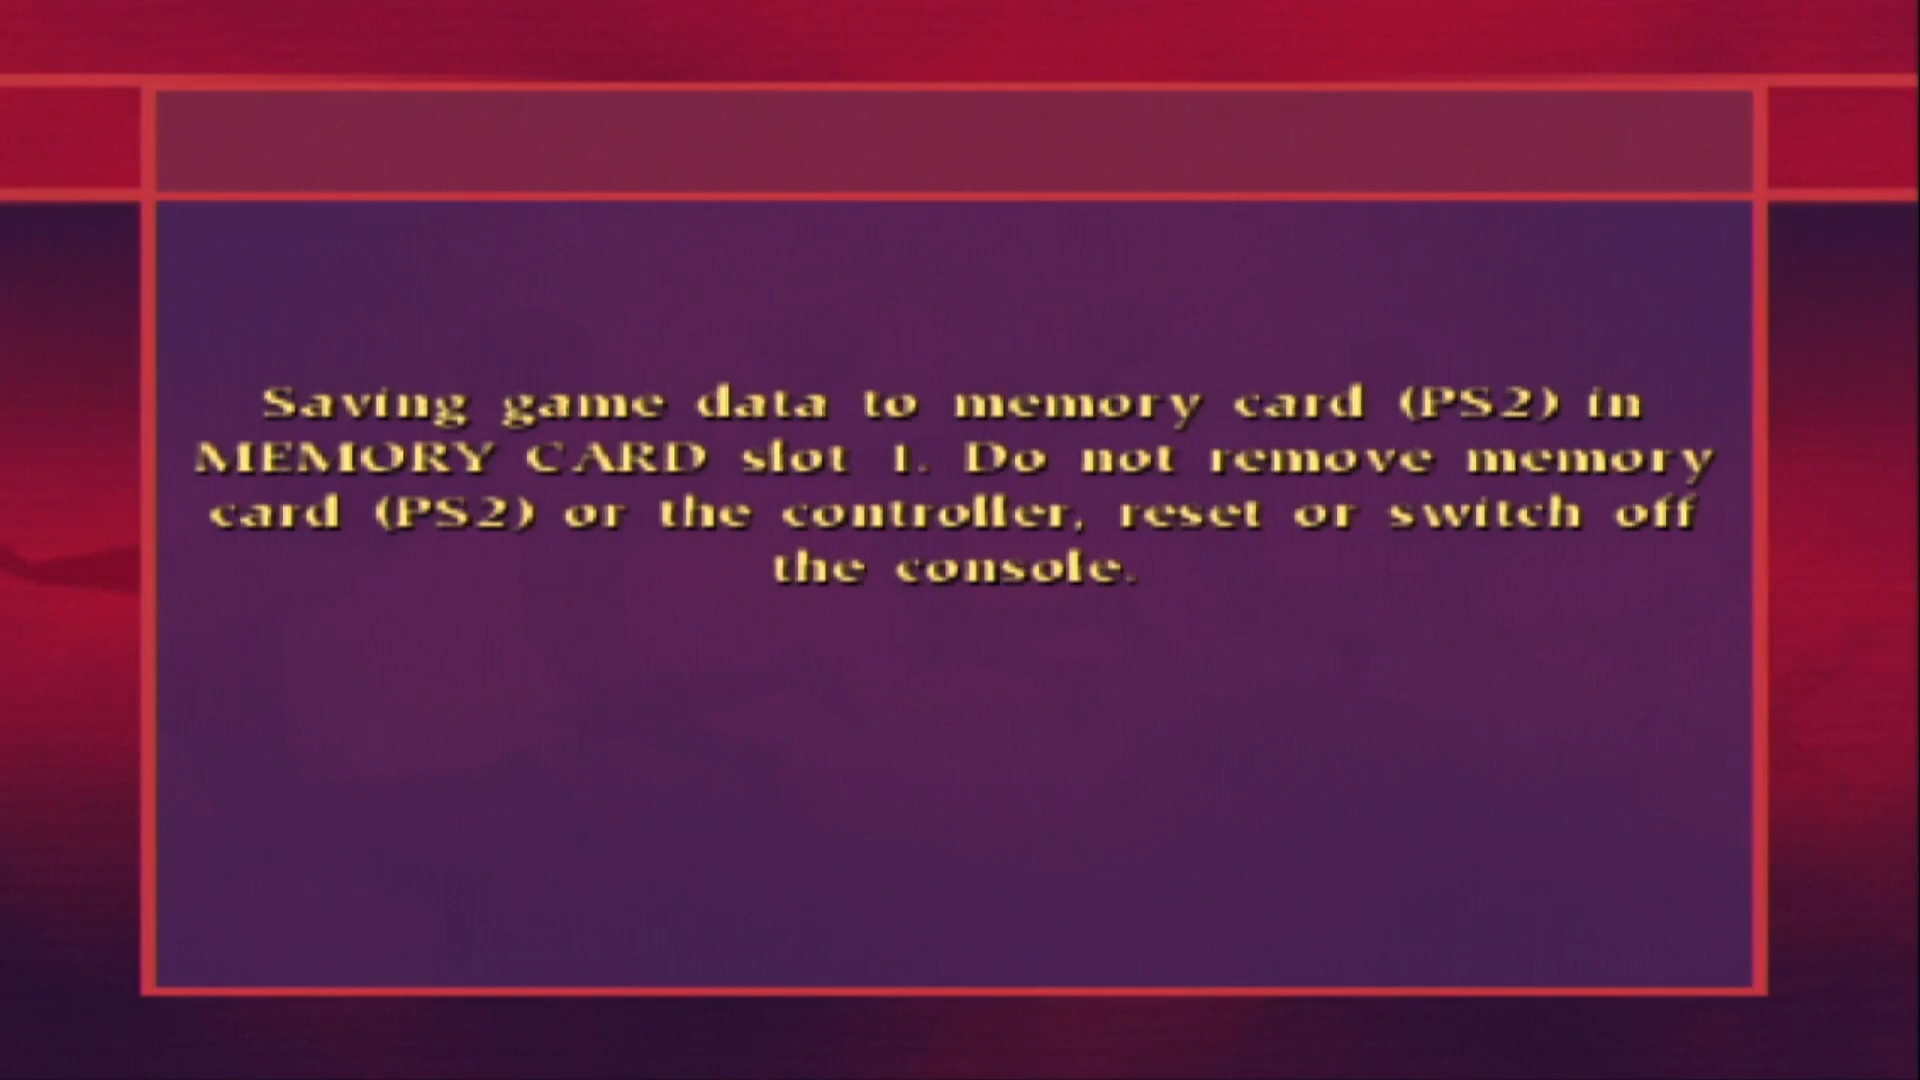 Saving game data to memory card (PS2) in
MEMORY CARD slot 1. Do not remove memory
card (PS2) or the controller, reset or switch off
the console.